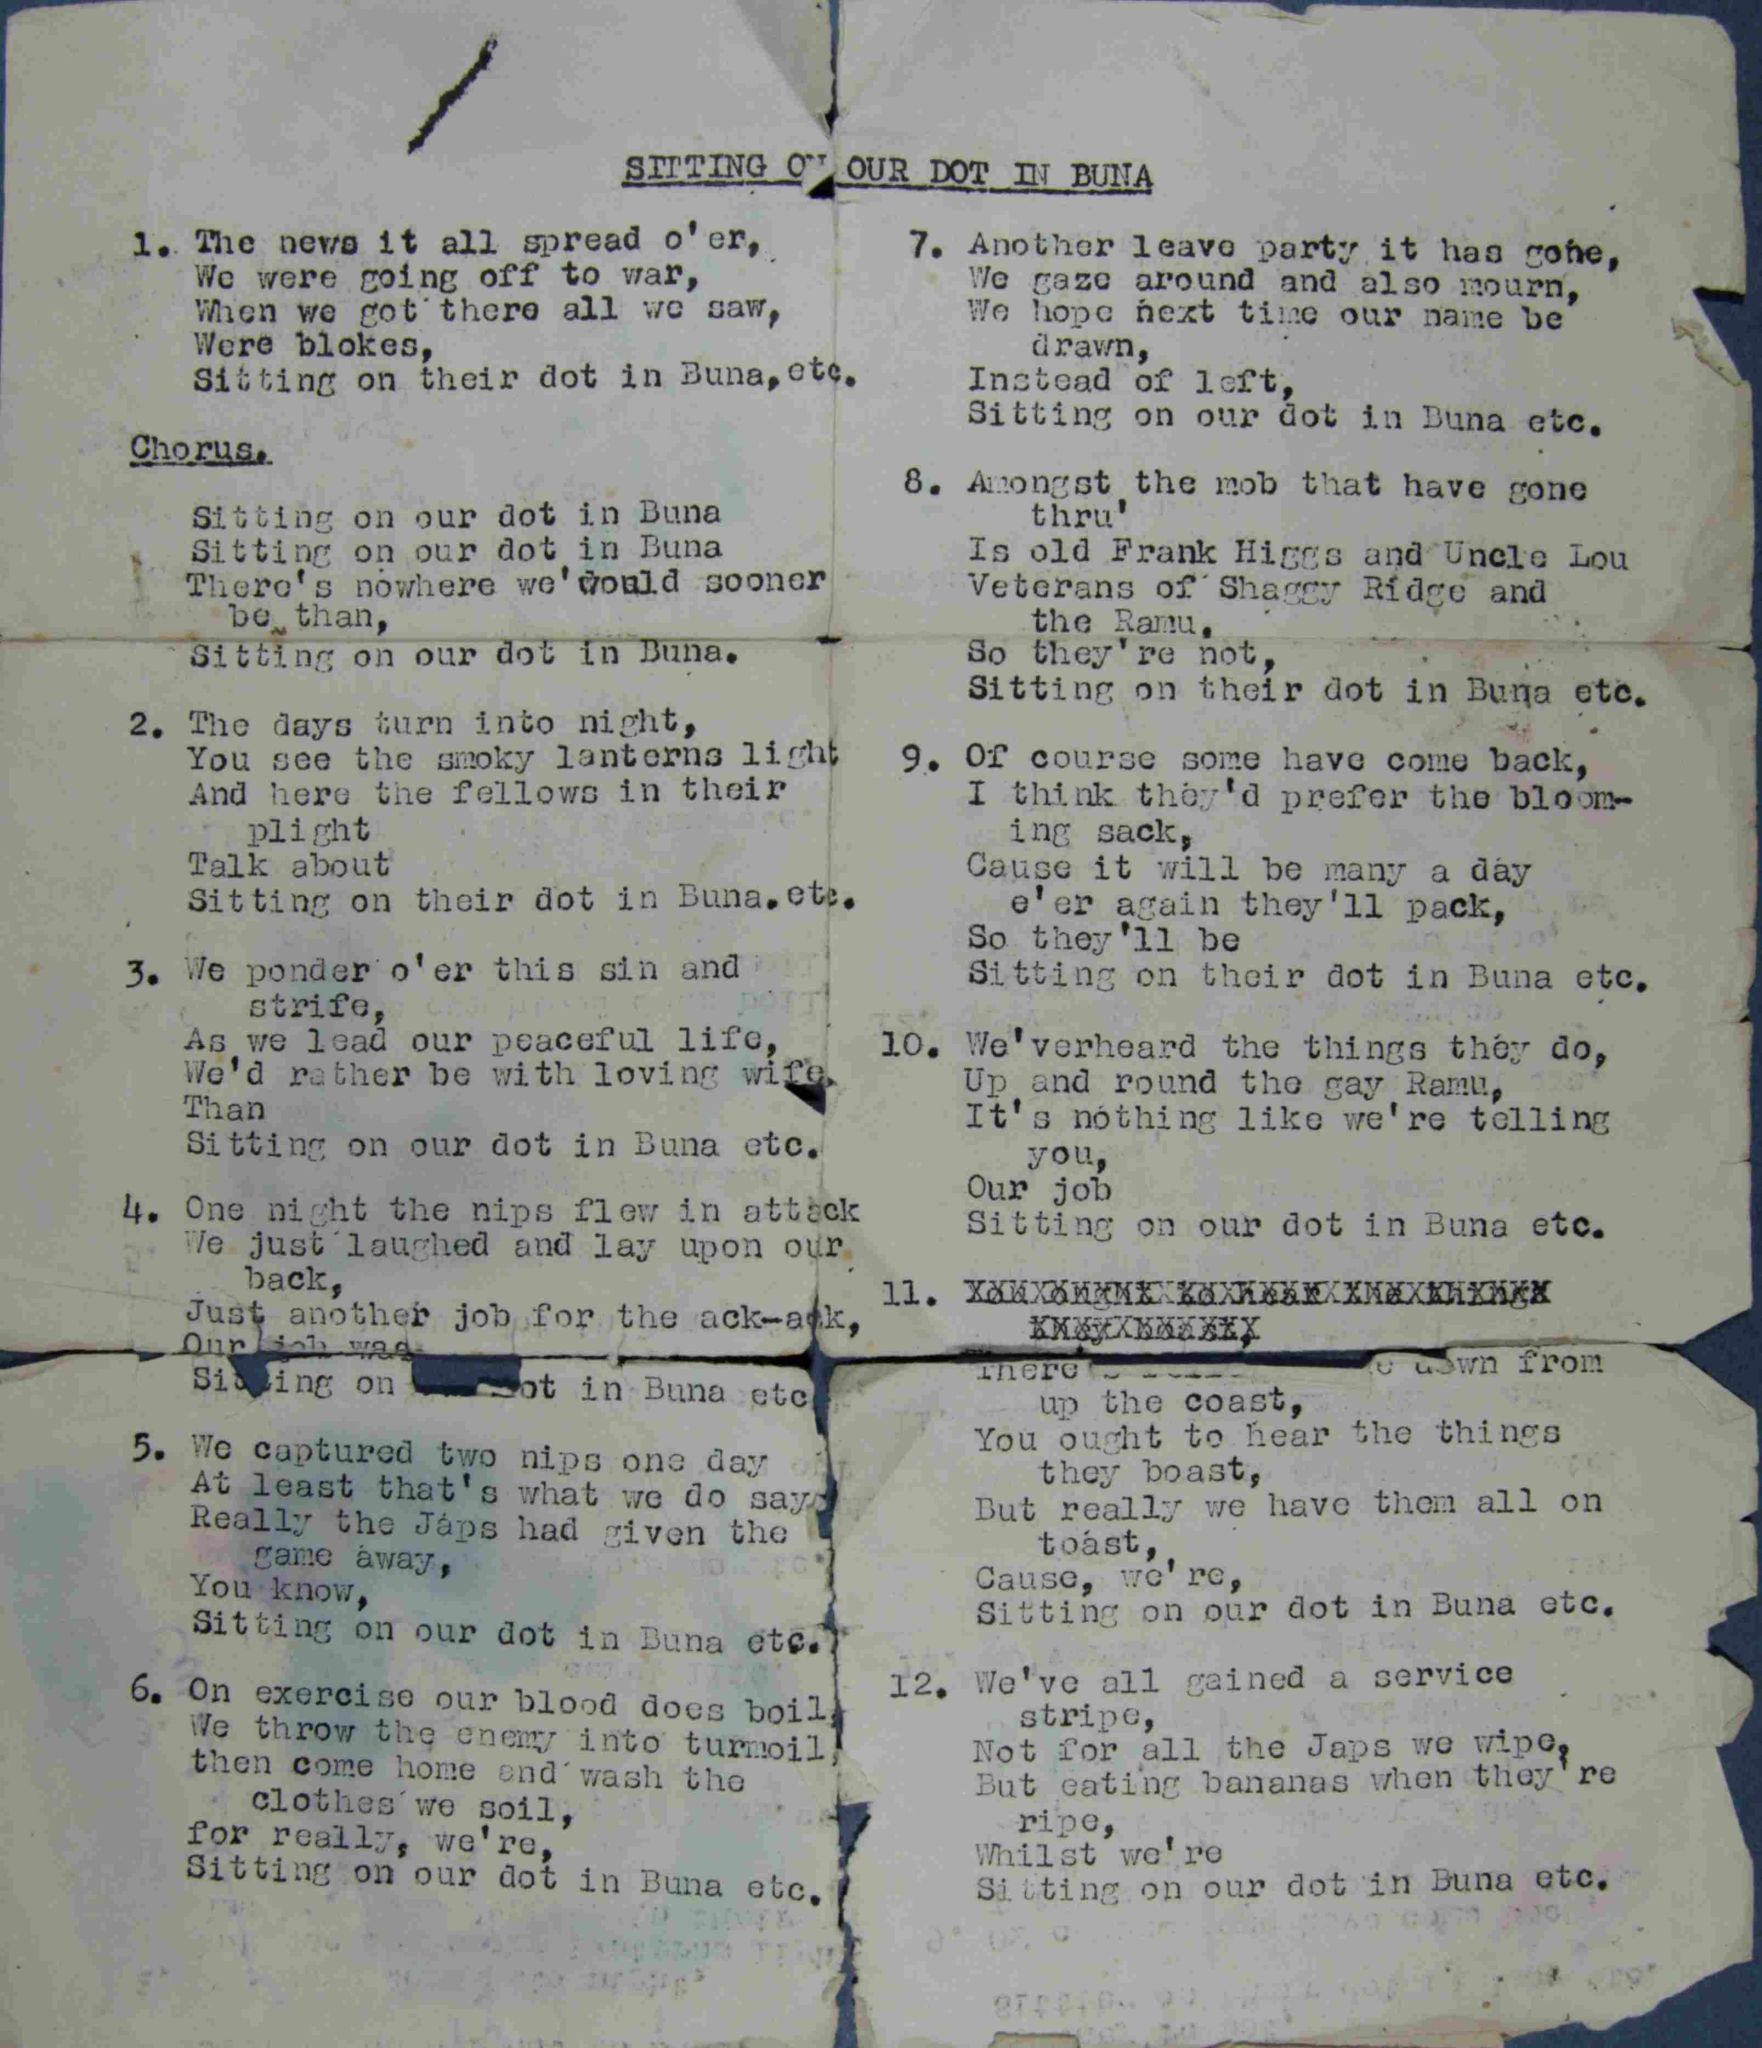 SITTING ON OUR DOT IN BUNA
1. The news it all spread o'er,
We were going off to war,
When we got there all we saw,
Were blokes,
Sitting on their dot in Buna, etc.
Chorus.
Sitting on our dot in Buna
Sitting on our dot in Buna
There's nowhere we'would sooner
be than,
Sitting on our dot in Buna.
2. The days turn into night,
You see the smoky lanterns light
And here the fellows in their
plight
Talk about
Sitting on their dot in Buna. etc.
3. We ponder o'er this sin and
strife,
As we lead our peaceful life,
We'd rather be with loving wife.
Than
Sitting on our dot in Buna etc.
4. One night the nips flew in attack
We just laughed and lay upon our
back,
Just another job for the ack-ack,
Our job was
Sitting on dot in Buna etc
5. We captured two nips one day
At least that's what we do say
Really the Japs had given the
game away,
You know,
Sitting on our dot in Buna etc.
6. On exercise our blood does boil,
We throw the enemy into turmoil,
then come home and wash the
clothes we soil,
for really, we're,
Sitting on our dot in Buna etc.
7. Another leave party it has gone,
We gaze around and also mourn,
We hope next time our name be
drawn,
Instead of left,
Sitting on our dot in Buna etc.
8. Amongst the mob that have gone
thru'
Is old Frank Higgs and Uncle Lou
Veterans of Shaggy Ridge and
the Ramu.
So they're not,
Sitting on their dot in Buna etc.
9. Of course some have come back,
I think they'd prefer the bloom-
ing sack,
Cause it will be many a day
e'er again they'll pack,
So they'll be
Sitting on their dot in Buna etc.
10. We'verheard the things they do,
Up and round the gay Ramu,
It's nothing like we're telling
you,
Our job
Sitting on our dot in Buna etc.
11. You ought to hear the things
they boast,
There's down from
up the coast,
You ought to hear the things
they boast,
But really we have them all on
toast,
Cause, we're,
Sitting on our dot in Buna etc.
12. We've all gained a service
stripe,
Not for all the Japs we wipe,
But eating bananas when they're
ripe,
Whilst we're
Sitting on our dot in Buna etc.